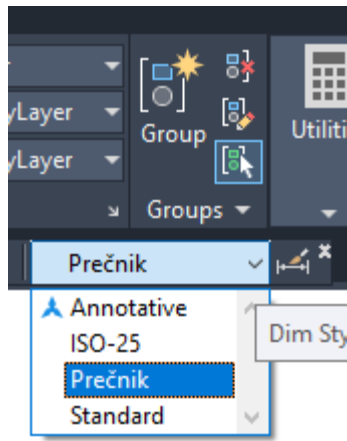 yLayer
Group
Utiliti
yLayer
Groups
Prečnik
Annotative
ISO-25
Dim Sty
Prečnik
Standard